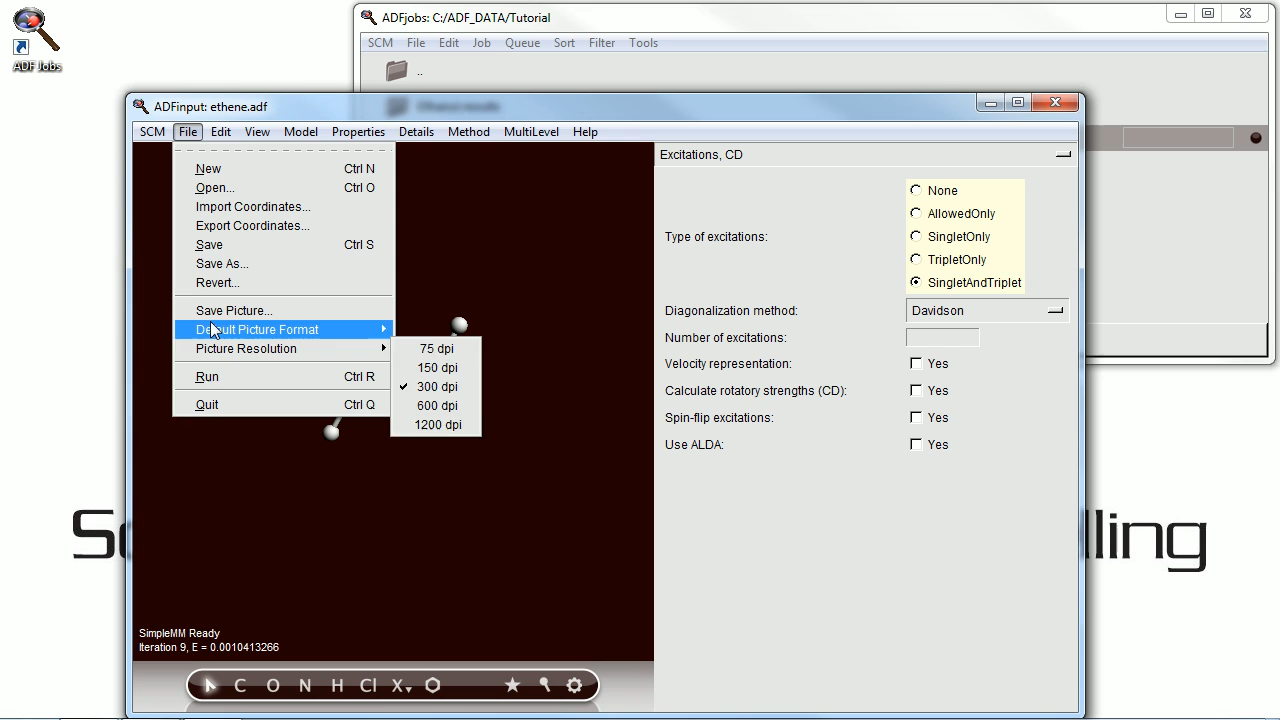 ADF Jobs
ADFjobs: C:/ADF_DATA/Tutorial
SCM File Edit Job Queue Sort Filter Tools
..
ADFinput: ethene.adf
SCM File Edit View Model Properties Details Method MultiLevel Help
New Ctrl N
Open... Ctrl O
Import Coordinates...
Export Coordinates...
Save Ctrl S
Save As...
Revert...
Save Picture...
Default Picture Format
Picture Resolution
Run Ctrl R
Quit Ctrl Q
75 dpi
150 dpi
300 dpi
600 dpi
1200 dpi
Excitations, CD
Type of excitations:
None
AllowedOnly
SingletOnly
TripletOnly
SingletAndTriplet
Diagonalization method: Davidson
Number of excitations:
Velocity representation: Yes
Calculate rotatory strengths (CD): Yes
Spin-flip excitations: Yes
Use ALDA: Yes
SimpleMM Ready
Iteration 9, E = 0.0010413266
C O N H Cl X